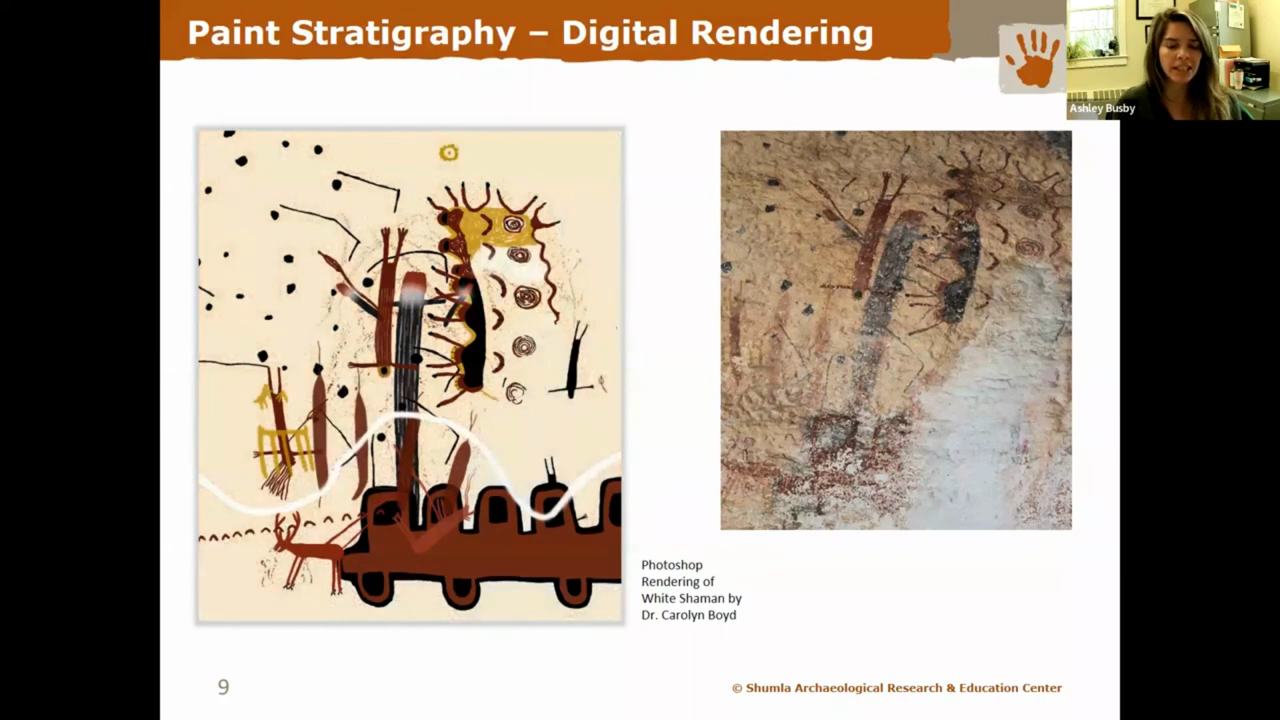 Paint Stratigraphy – Digital Rendering
Ashley Busby
Photoshop
Rendering of
White Shaman by
Dr. Carolyn Boyd
9
© Shumla Archaeological Research & Education Center